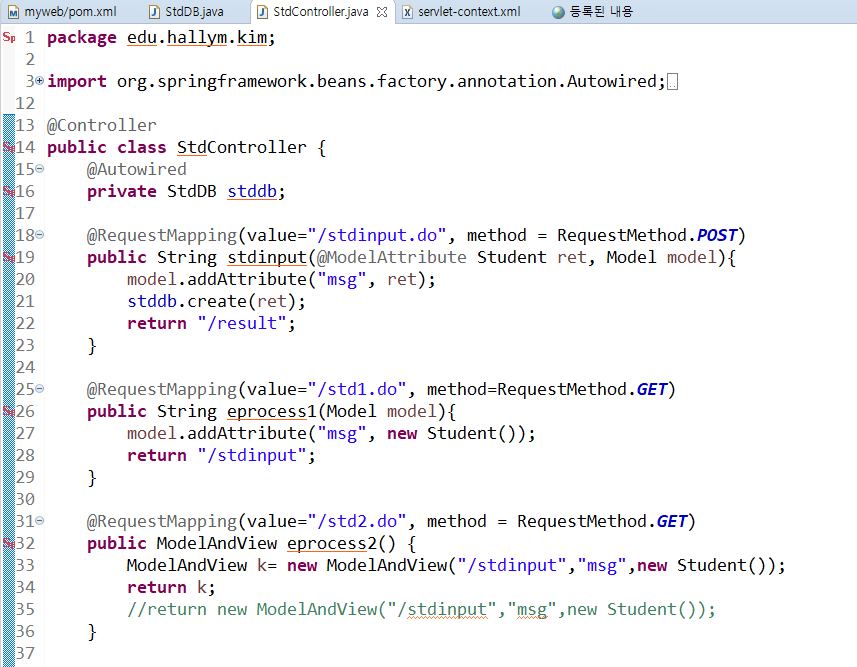 myweb/pom.xml StdDB.java StdController.java servlet-context.xml 등록된 내용
1 package edu.hallym.kim;
2
3 import org.springframework.beans.factory.annotation.Autowired;
12
13 @Controller
14 public class StdController {
15 @Autowired
16 private StdDB stddb;
17
18 @RequestMapping(value="/stdinput.do", method = RequestMethod.POST)
19 public String stdinput(@ModelAttribute Student ret, Model model){
20 model.addAttribute("msg", ret);
21 stddb.create(ret);
22 return "/result";
23 }
24
25 @RequestMapping(value="/std1.do", method=RequestMethod.GET)
26 public String eprocess1(Model model){
27 model.addAttribute("msg", new Student());
28 return "/stdinput";
29 }
30
31 @RequestMapping(value="/std2.do", method = RequestMethod.GET)
32 public ModelAndView eprocess2() {
33 ModelAndView k= new ModelAndView("/stdinput","msg",new Student());
34 return k;
35 //return new ModelAndView("/stdinput","msg",new Student());
36 }
37